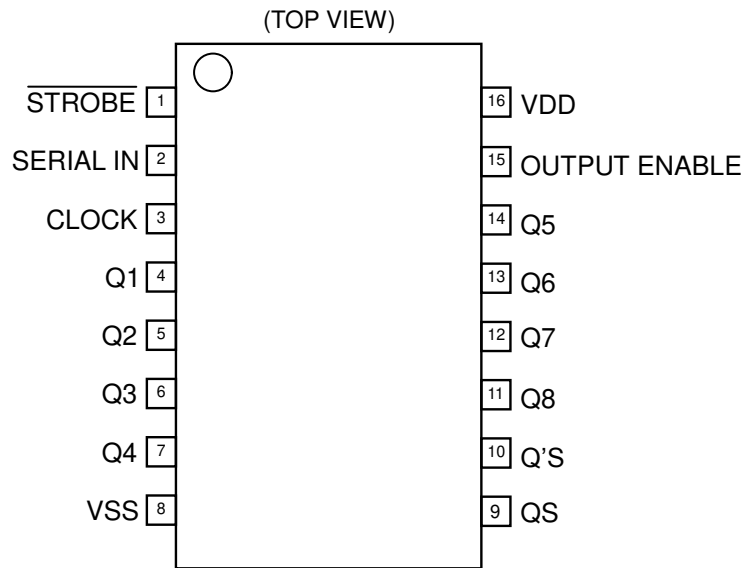 (TOP VIEW)
STROBE 1 16 VDD
SERIAL IN 2 15 OUTPUT ENABLE
CLOCK 3 14 Q5
Q1 4 13 Q6
Q2 5 12 Q7
Q3 6 11 Q8
Q4 7 10 Q’S
VSS 8 9 QS